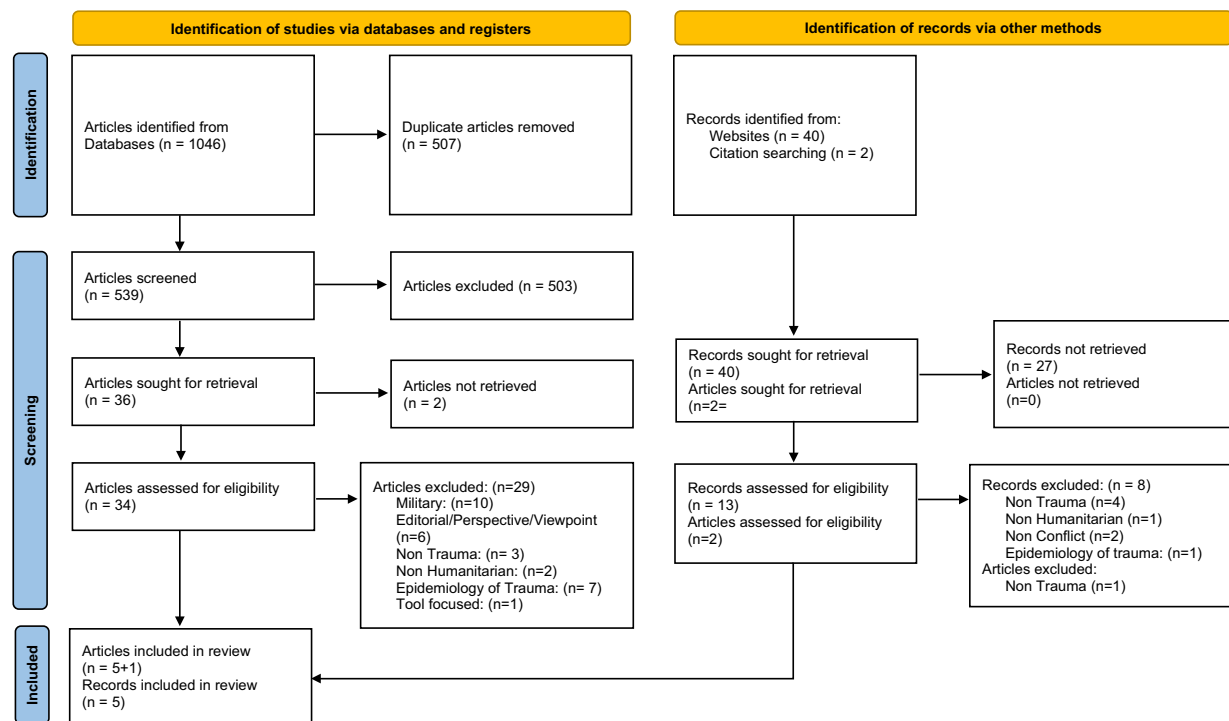 Identification of studies via databases and registers
Identification of records via other methods
Identification
Articles identified from
Databases (n = 1046)
Duplicate articles removed
(n = 507)
Records identified from:
Websites (n = 40)
Citation searching (n = 2)
Screening
Articles screened
(n = 539)
Articles excluded (n = 503)
Articles sought for retrieval
(n = 36)
Articles not retrieved
(n = 2)
Records sought for retrieval
(n = 40)
Articles sought for retrieval
(n=2=
Records not retrieved
(n = 27)
Articles not retrieved
(n=0)
Articles assessed for eligibility
(n = 34)
Articles excluded: (n=29)
Military: (n=10)
Editorial/Perspective/Viewpoint
(n=6)
Non Trauma: (n= 3)
Non Humanitarian: (n=2)
Epidemiology of Trauma: (n= 7)
Tool focused: (n=1)
Records assessed for eligibility
(n = 13)
Articles assessed for eligibility
(n=2)
Records excluded: (n = 8)
Non Trauma (n=4)
Non Humanitarian (n=1)
Non Conflict (n=2)
Epidemiology of trauma: (n=1)
Articles excluded:
Non Trauma (n=1)
Included
Articles included in review
(n = 5+1)
Records included in review
(n = 5)